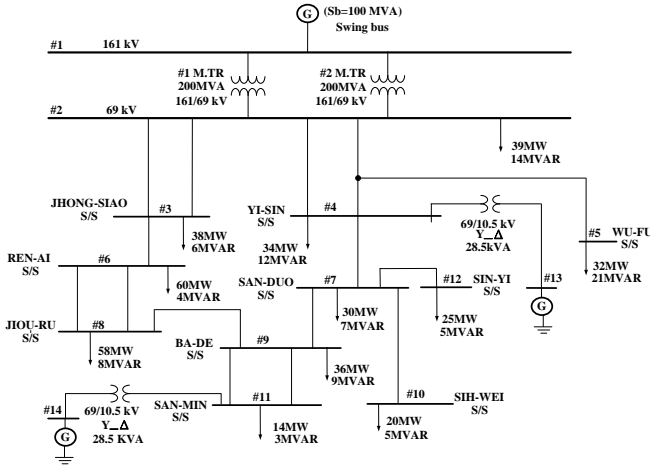 G (Sb=100 MVA)
Swing bus
#1 161 kV
#1 M.TR
200MVA
161/69 kV
#2 M.TR
200MVA
161/69 kV
#2 69 kV
39MW
14MVAR
JHONG-SIAO
S/S
#3
38MW
6MVAR
YI-SIN
S/S
#4
34MW
12MVAR
69/10.5 kV
Y_Δ
28.5kVA
#5 WU-FU
S/S
32MW
21MVAR
REN-AI
S/S
#6
60MW
4MVAR
SAN-DUO
S/S
#7
30MW
7MVAR
#12 SIN-YI
S/S
25MW
5MVAR
#13
G
JIOU-RU
S/S
#8
58MW
8MVAR
BA-DE
S/S
#9
36MW
9MVAR
#10
SIH-WEI
S/S
20MW
5MVAR
#14
69/10.5 kV
Y_Δ
28.5 KVA
G
SAN-MIN
S/S
#11
14MW
3MVAR